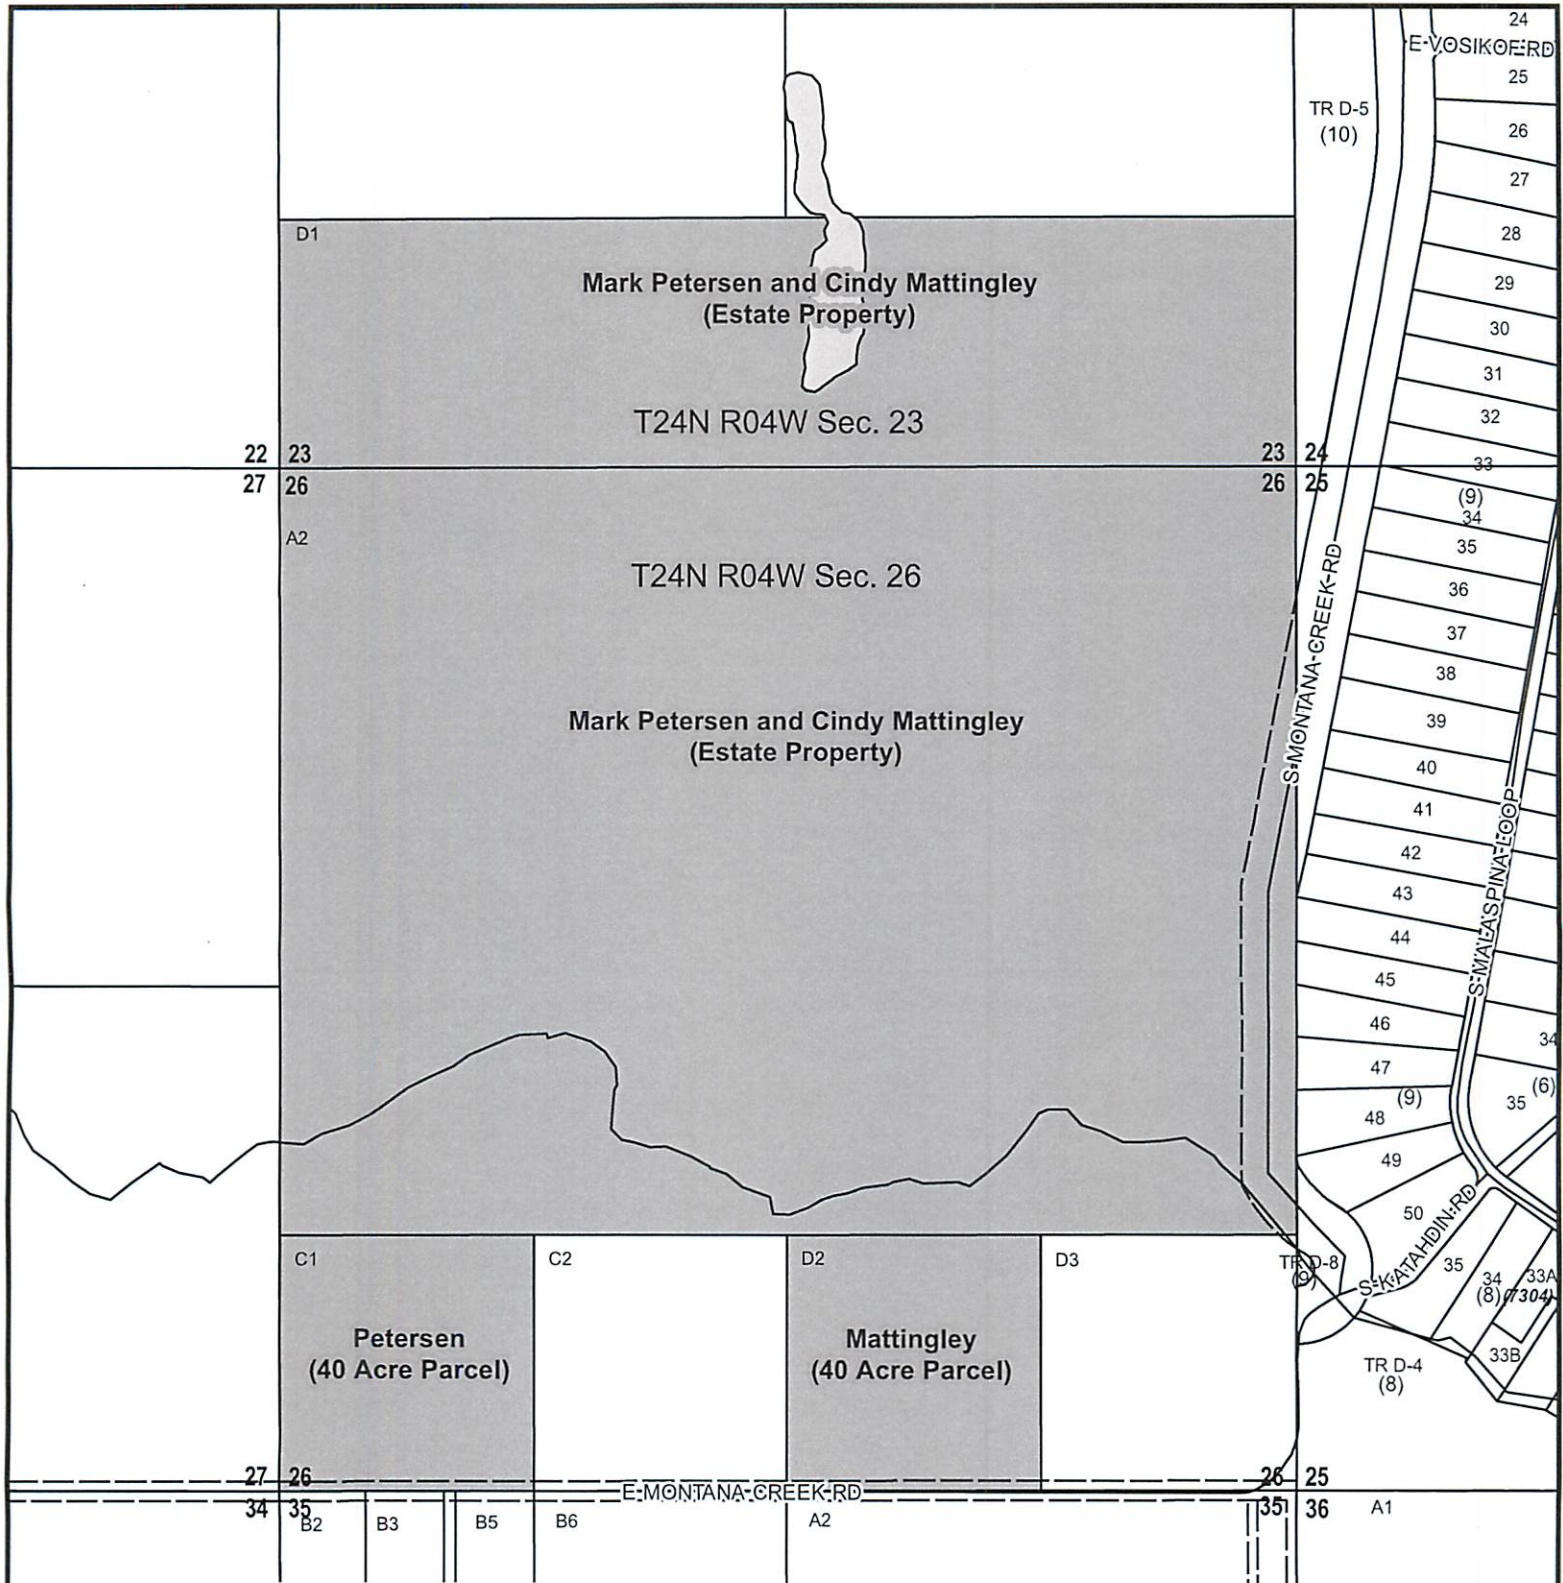 24
E VOSIKOF RD
25
TR D-5
(10)
26
27
D1
28
Mark Petersen and Cindy Mattingley
(Estate Property)
29
30
31
T24N R04W Sec. 23
32
22 23
23 24
33
27 26
26 25
(9)
34
A2
35
T24N R04W Sec. 26
36
S MONTANA CREEK RD
37
38
Mark Petersen and Cindy Mattingley
(Estate Property)
39
40
41
S MALASPINA LOOP
42
43
44
45
46
34
47
(6)
(9)
35
48
49
50
S KATAHDIN RD
C1
C2
D2
D3
TR D-8
(9)
35
34
(8)
33A
(7304)
Petersen
(40 Acre Parcel)
Mattingley
(40 Acre Parcel)
33B
TR D-4
(8)
27 26
26 25
E MONTANA CREEK RD
34 35
35 36
B2
B3
B5
B6
A2
A1